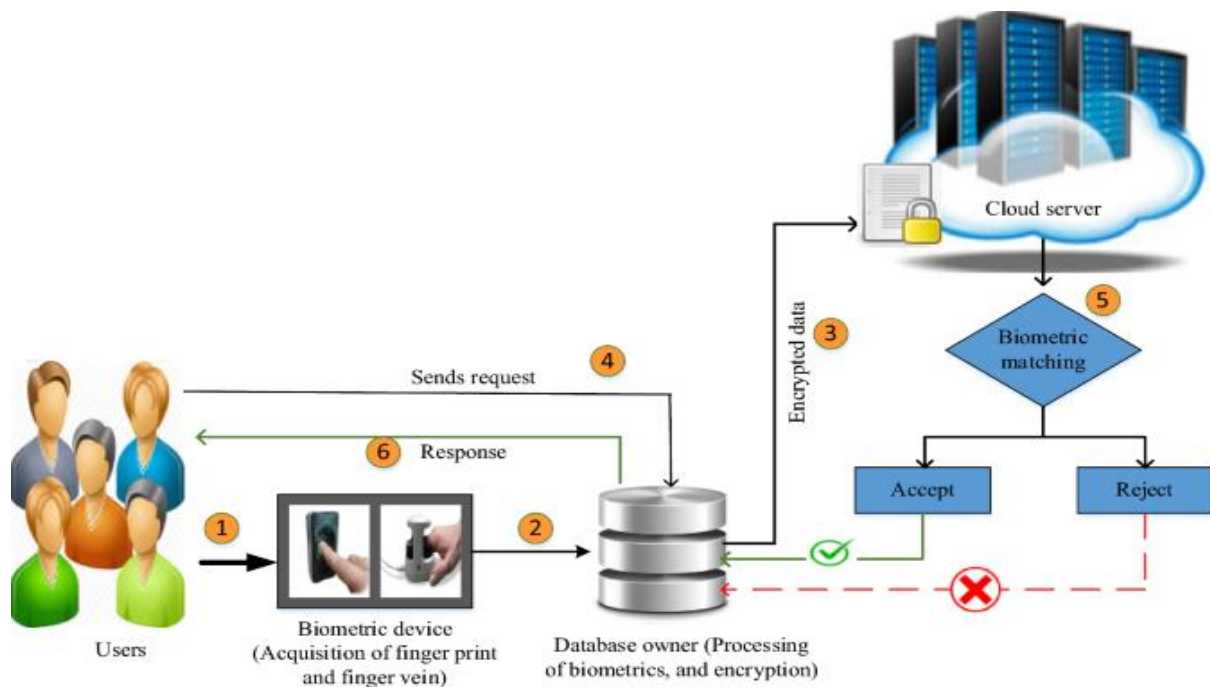 Cloud server
5
Biometric
matching
3
Encrypted data
4
Sends request
6
Response
Accept
Reject
1
2
Users
Biometric device
(Acquisition of finger print
and finger vein)
Database owner (Processing
of biometrics, and encryption)